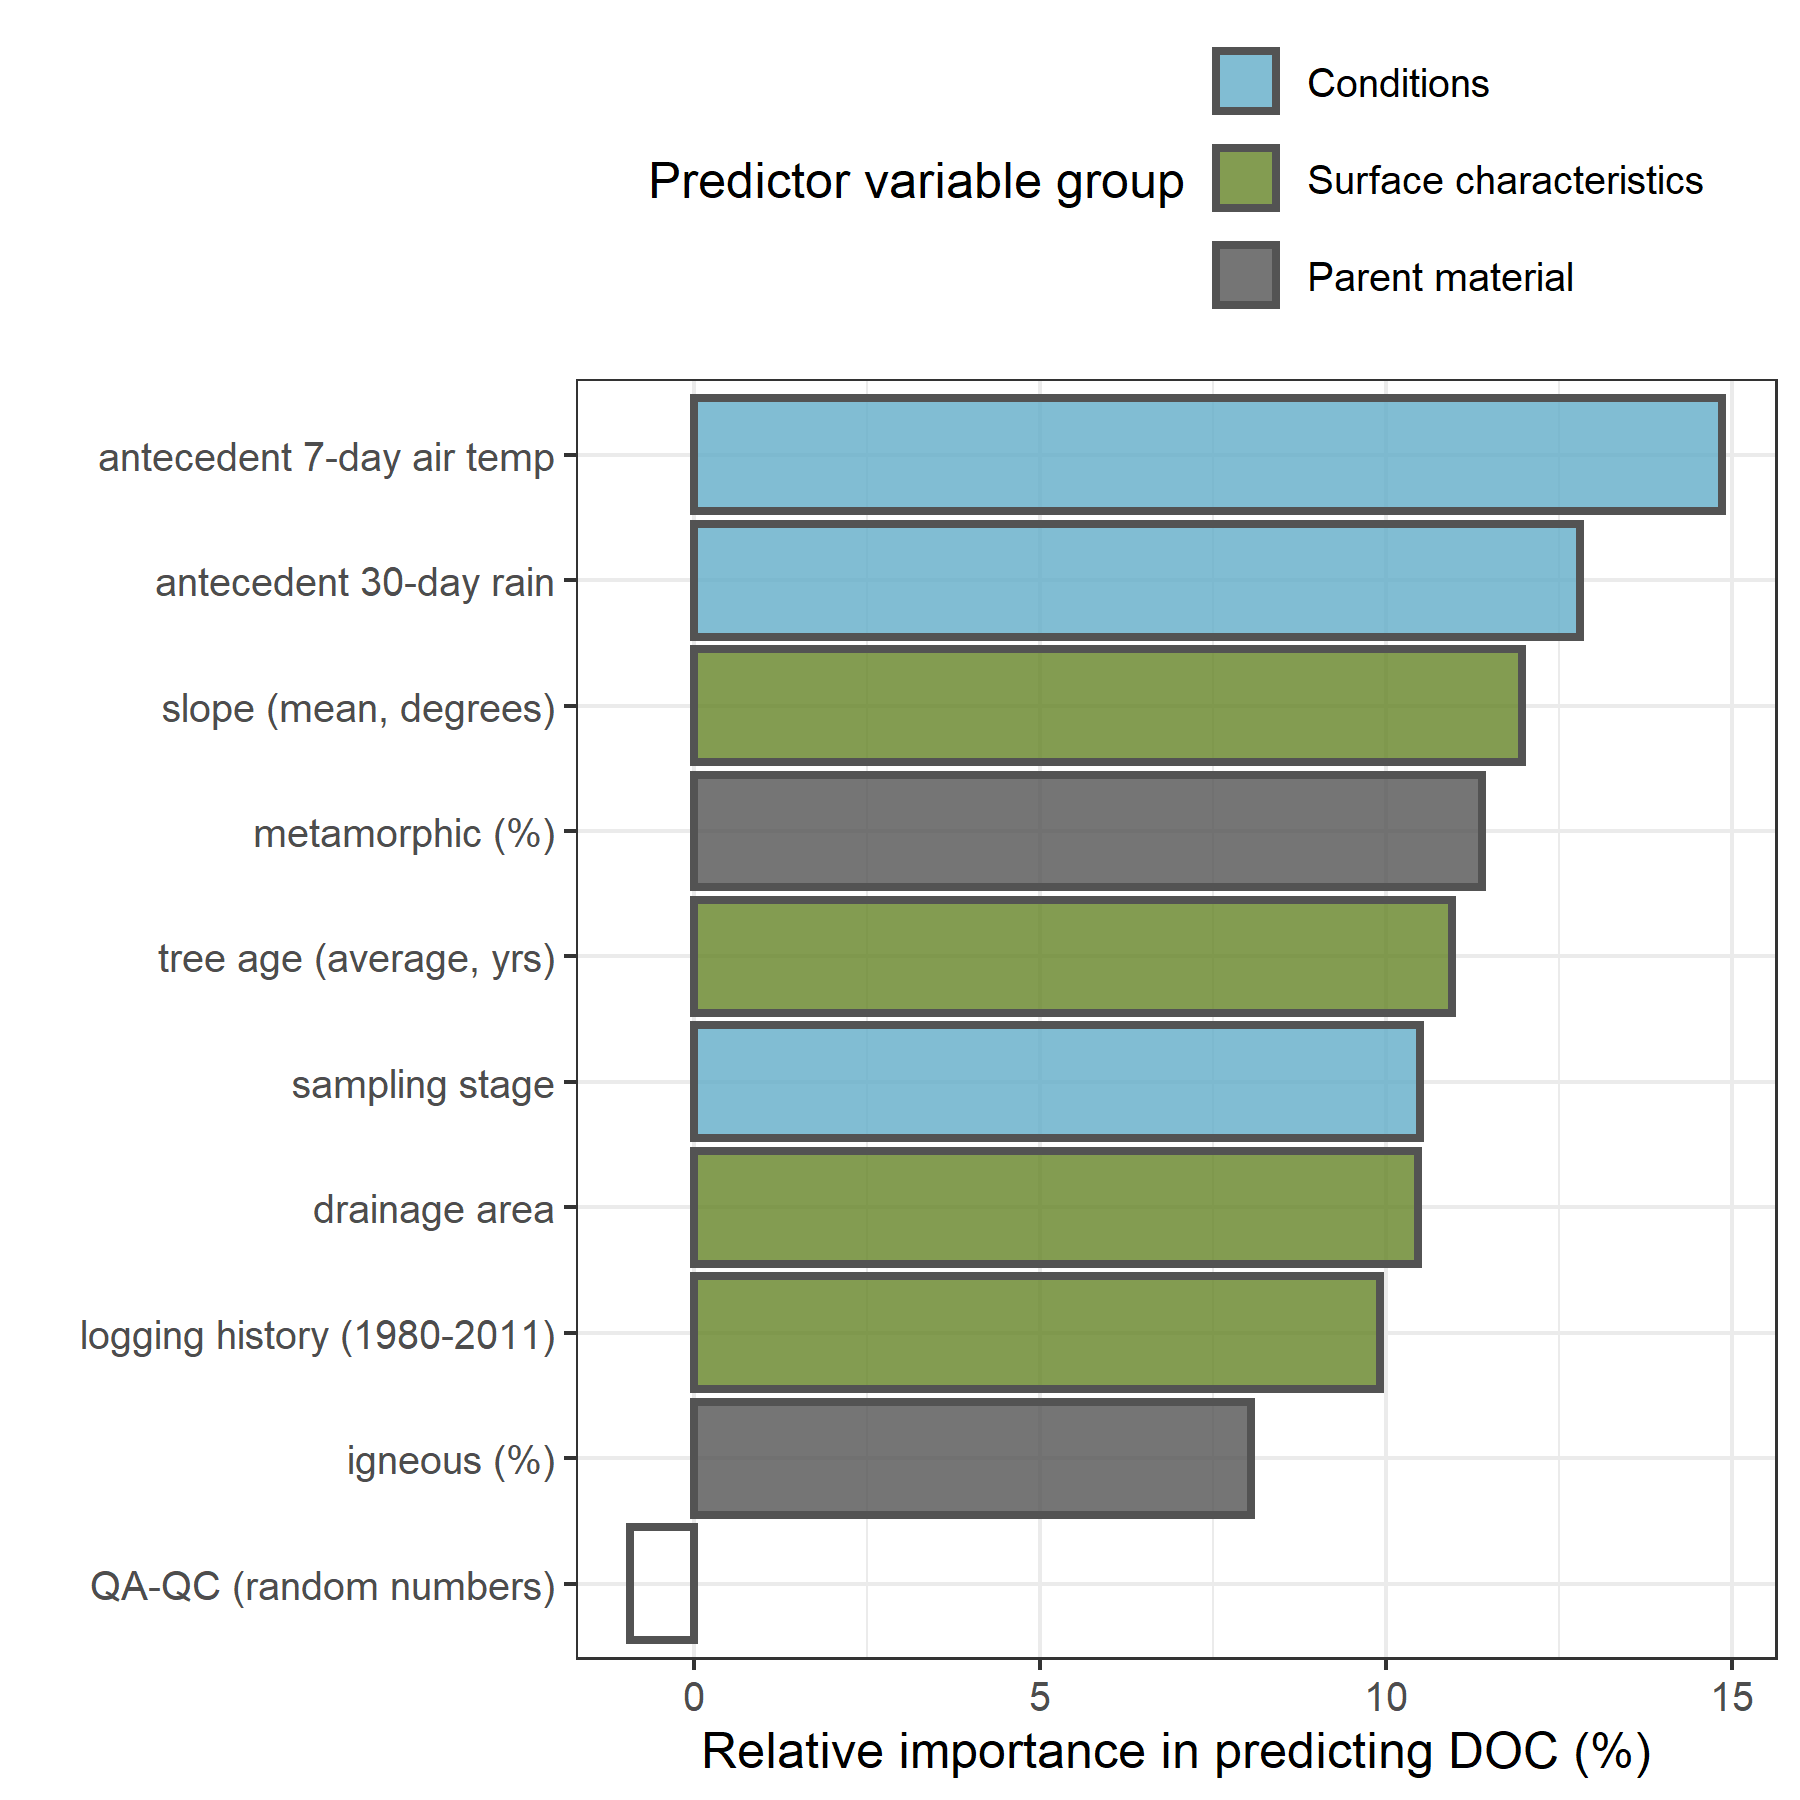 Predictor variable group
Conditions
Surface characteristics
Parent material
antecedent 7-day air temp
antecedent 30-day rain
slope (mean, degrees)
metamorphic (%)
tree age (average, yrs)
sampling stage
drainage area
logging history (1980-2011)
igneous (%)
QA-QC (random numbers)
0 5 10 15
Relative importance in predicting DOC (%)